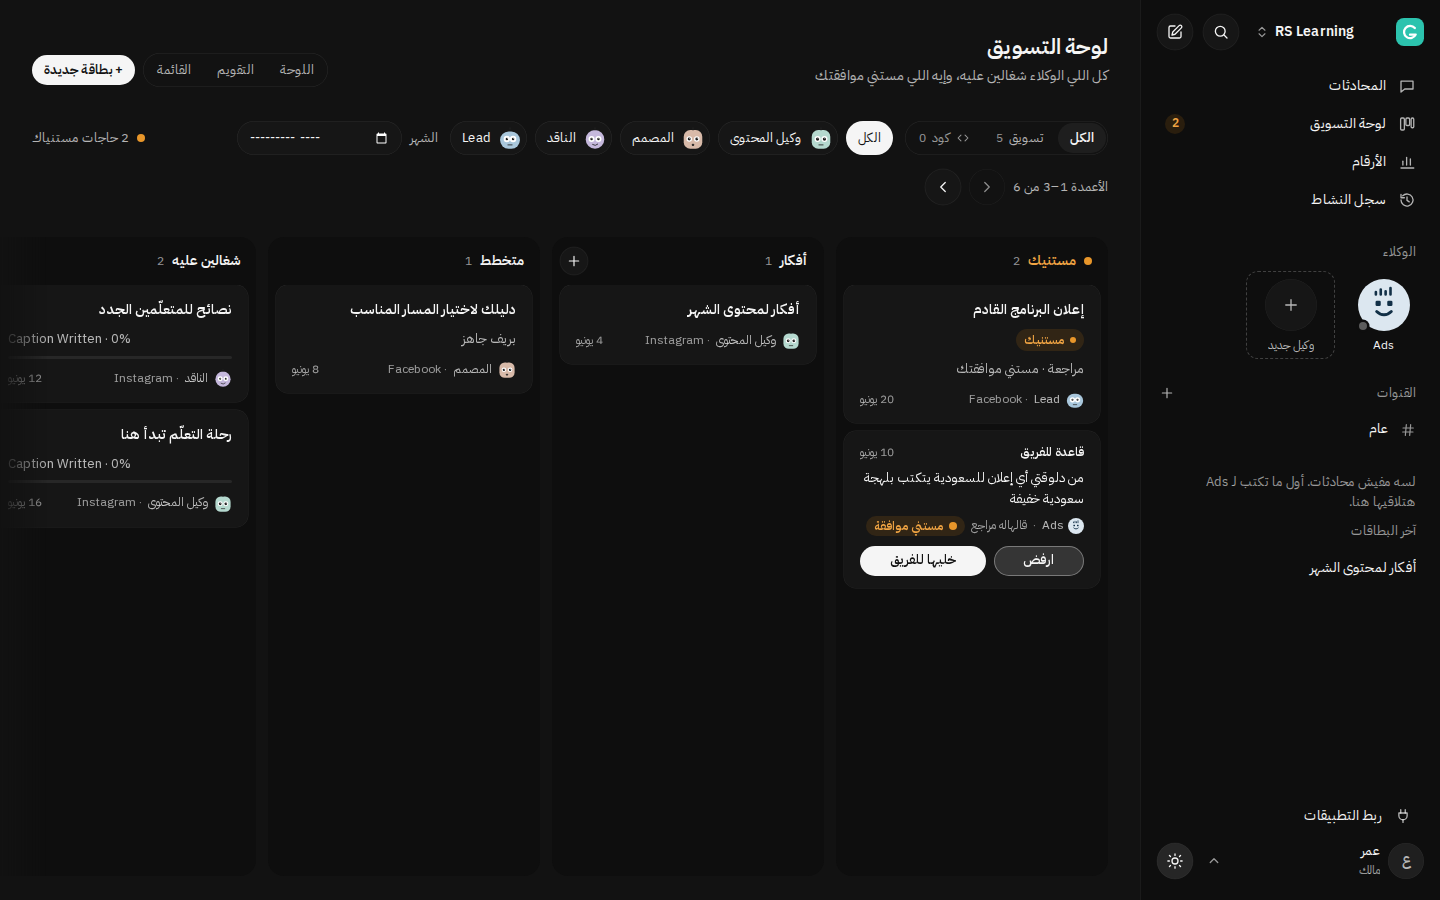 RS Learning
المحادثات
لوحة التسويق
2
الأرقام
سجل النشاط
الوكلاء
Ads
وكيل جديد
القنوات
عام
لسه مفيش محادثات. أول ما تكتب لـ Ads
هتلاقيها هنا.
آخر البطاقات
أفكار لمحتوى الشهر
ربط التطبيقات
ع
عمر
مالك
لوحة التسويق
كل اللي الوكلاء شغالين عليه، وإيه اللي مستني موافقتك
اللوحة
التقويم
القائمة
+ بطاقة جديدة
الكل
تسويق 5
كود 0
الكل
وكيل المحتوى
المصمم
الناقد
Lead
الشهر
--------- ----
2 حاجات مستنياك
الأعمدة 1–3 من 6
مستنيك 2
إعلان البرنامج القادم
مستنيك
مراجعة · مستني موافقتك
Lead · Facebook
20 يونيو
قاعدة للفريق
10 يونيو
من دلوقتي أي إعلان للسعودية يتكتب بلهجة
سعودية خفيفة
Ads · قالهاله مراجع
مستني موافقة
ارفض
خليها للفريق
أفكار 1
أفكار لمحتوى الشهر
وكيل المحتوى · Instagram
4 يونيو
متخطط 1
دليلك لاختيار المسار المناسب
بريف جاهز
المصمم · Facebook
8 يونيو
شغالين عليه 2
نصائح للمتعلّمين الجدد
Caption Written · 0%
الناقد · Instagram
12 يونيو
رحلة التعلّم تبدأ هنا
Caption Written · 0%
وكيل المحتوى · Instagram
16 يونيو